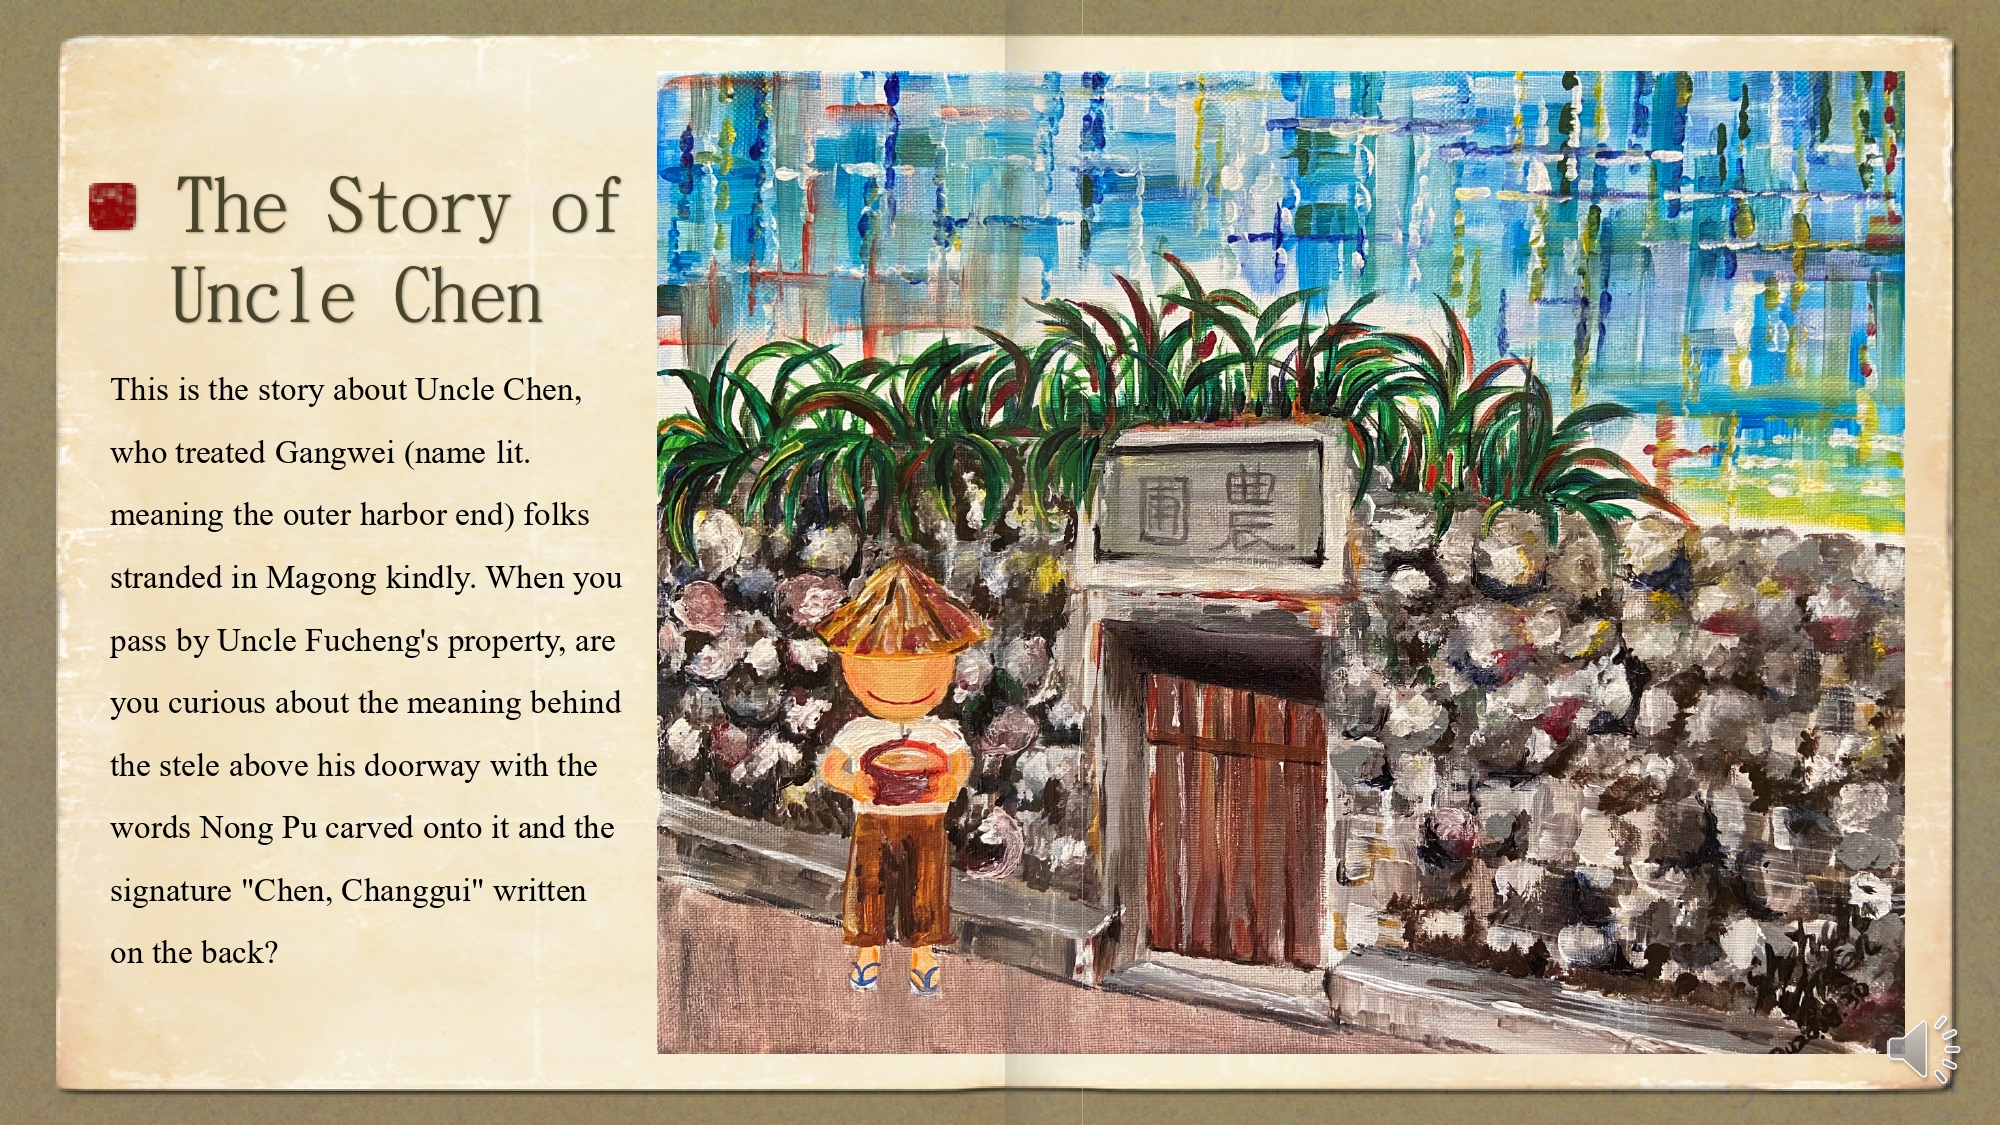 The Story of
Uncle Chen
This is the story about Uncle Chen,
who treated Gangwei (name lit.
meaning the outer harbor end) folks
stranded in Magong kindly. When you
pass by Uncle Fucheng's property, are
you curious about the meaning behind
the stele above his doorway with the
words Nong Pu carved onto it and the
signature "Chen, Changgui" written
on the back?
圃農